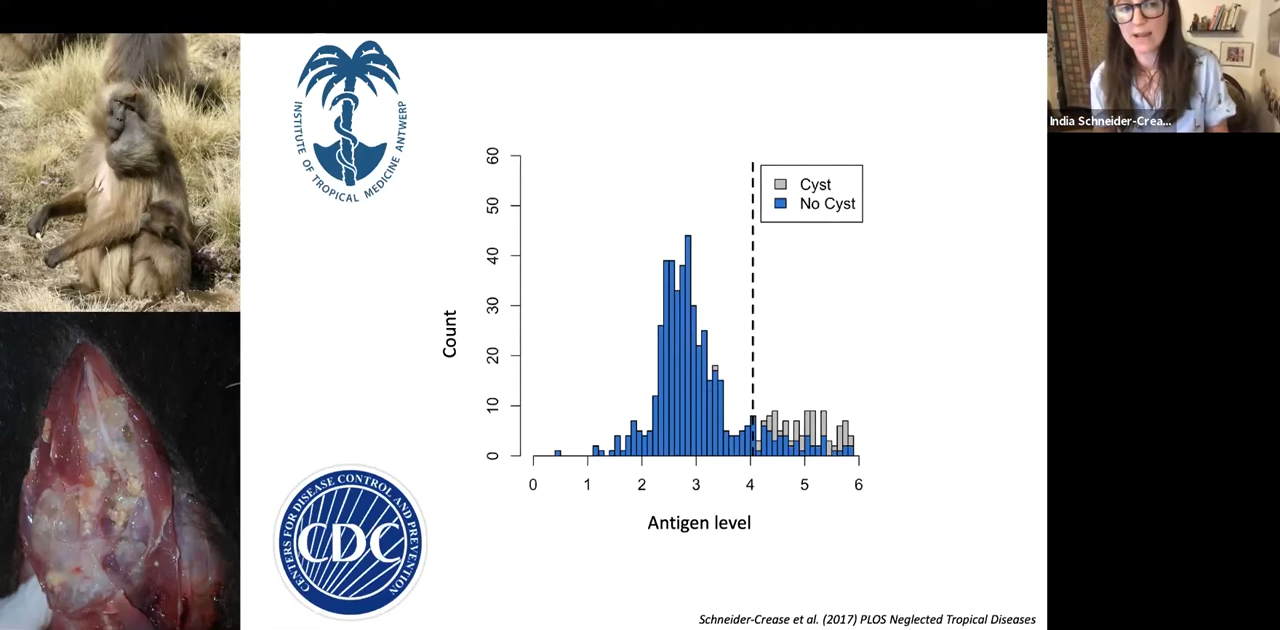 INSTITUTE OF TROPICAL MEDICINE ANTWERP
India Schneider-Crea...
60
50
40
30
20
10
0
Count
Cyst
No Cyst
0 1 2 3 4 5 6
Antigen level
CENTERS FOR DISEASE CONTROL AND PREVENTION
CDC
Schneider-Crease et al. (2017) PLOS Neglected Tropical Diseases